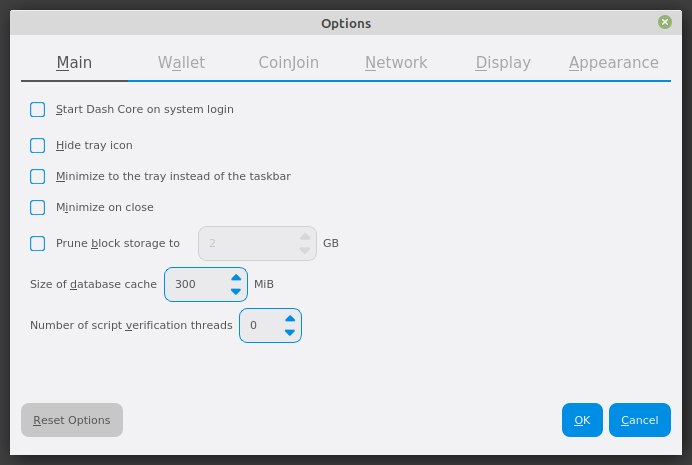 Options
Main Wallet CoinJoin Network Display Appearance
Start Dash Core on system login
Hide tray icon
Minimize to the tray instead of the taskbar
Minimize on close
Prune block storage to 2 GB
Size of database cache 300 MiB
Number of script verification threads 0
Reset Options OK Cancel